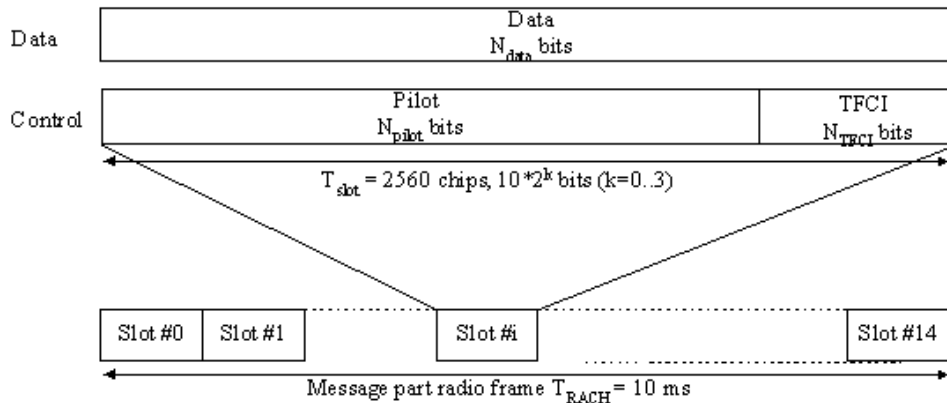 Data
Data
N_data bits
Control
Pilot
N_pilot bits
TFCI
N_TFCI bits
T_slot = 2560 chips, 10*2^k bits (k=0..3)
Slot #0
Slot #1
Slot #i
Slot #14
Message part radio frame T_RACH = 10 ms